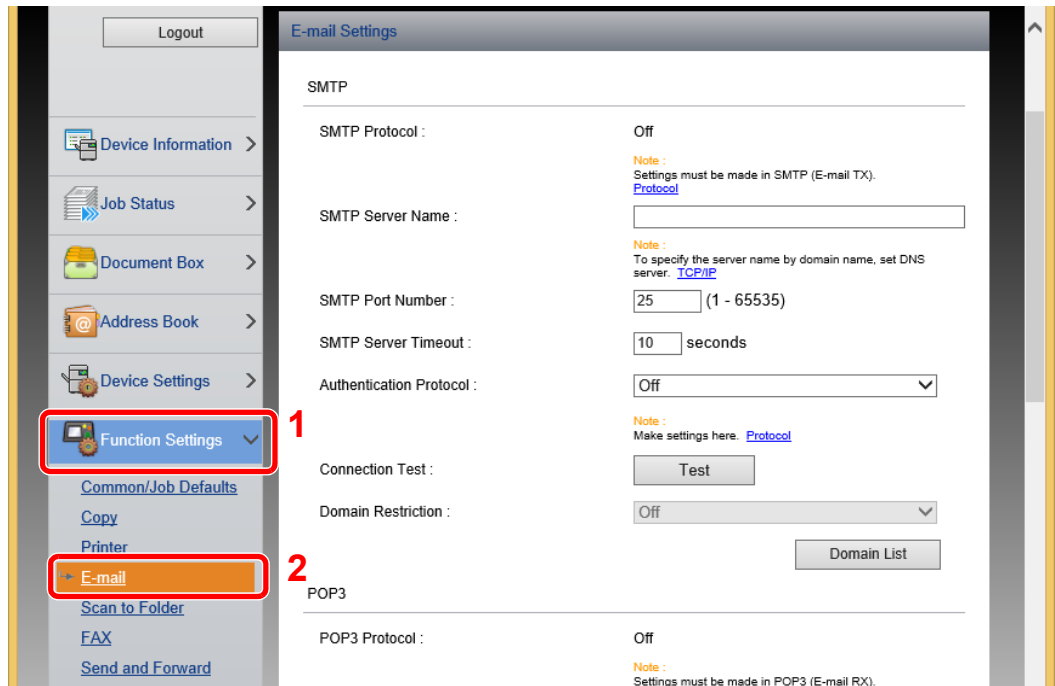 Logout
Device Information
Job Status
Document Box
Address Book
Device Settings
Function Settings
1
Common/Job Defaults
Copy
Printer
E-mail
2
Scan to Folder
FAX
Send and Forward
E-mail Settings
SMTP
SMTP Protocol :
Off
Note :
Settings must be made in SMTP (E-mail TX).
Protocol
SMTP Server Name :
Note :
To specify the server name by domain name, set DNS
server. TCP/IP
SMTP Port Number :
25 (1 - 65535)
SMTP Server Timeout :
10 seconds
Authentication Protocol :
Off
Note :
Make settings here. Protocol
Connection Test :
Test
Domain Restriction :
Off
Domain List
POP3
POP3 Protocol :
Off
Note :
Settings must be made in POP3 (E-mail RX).